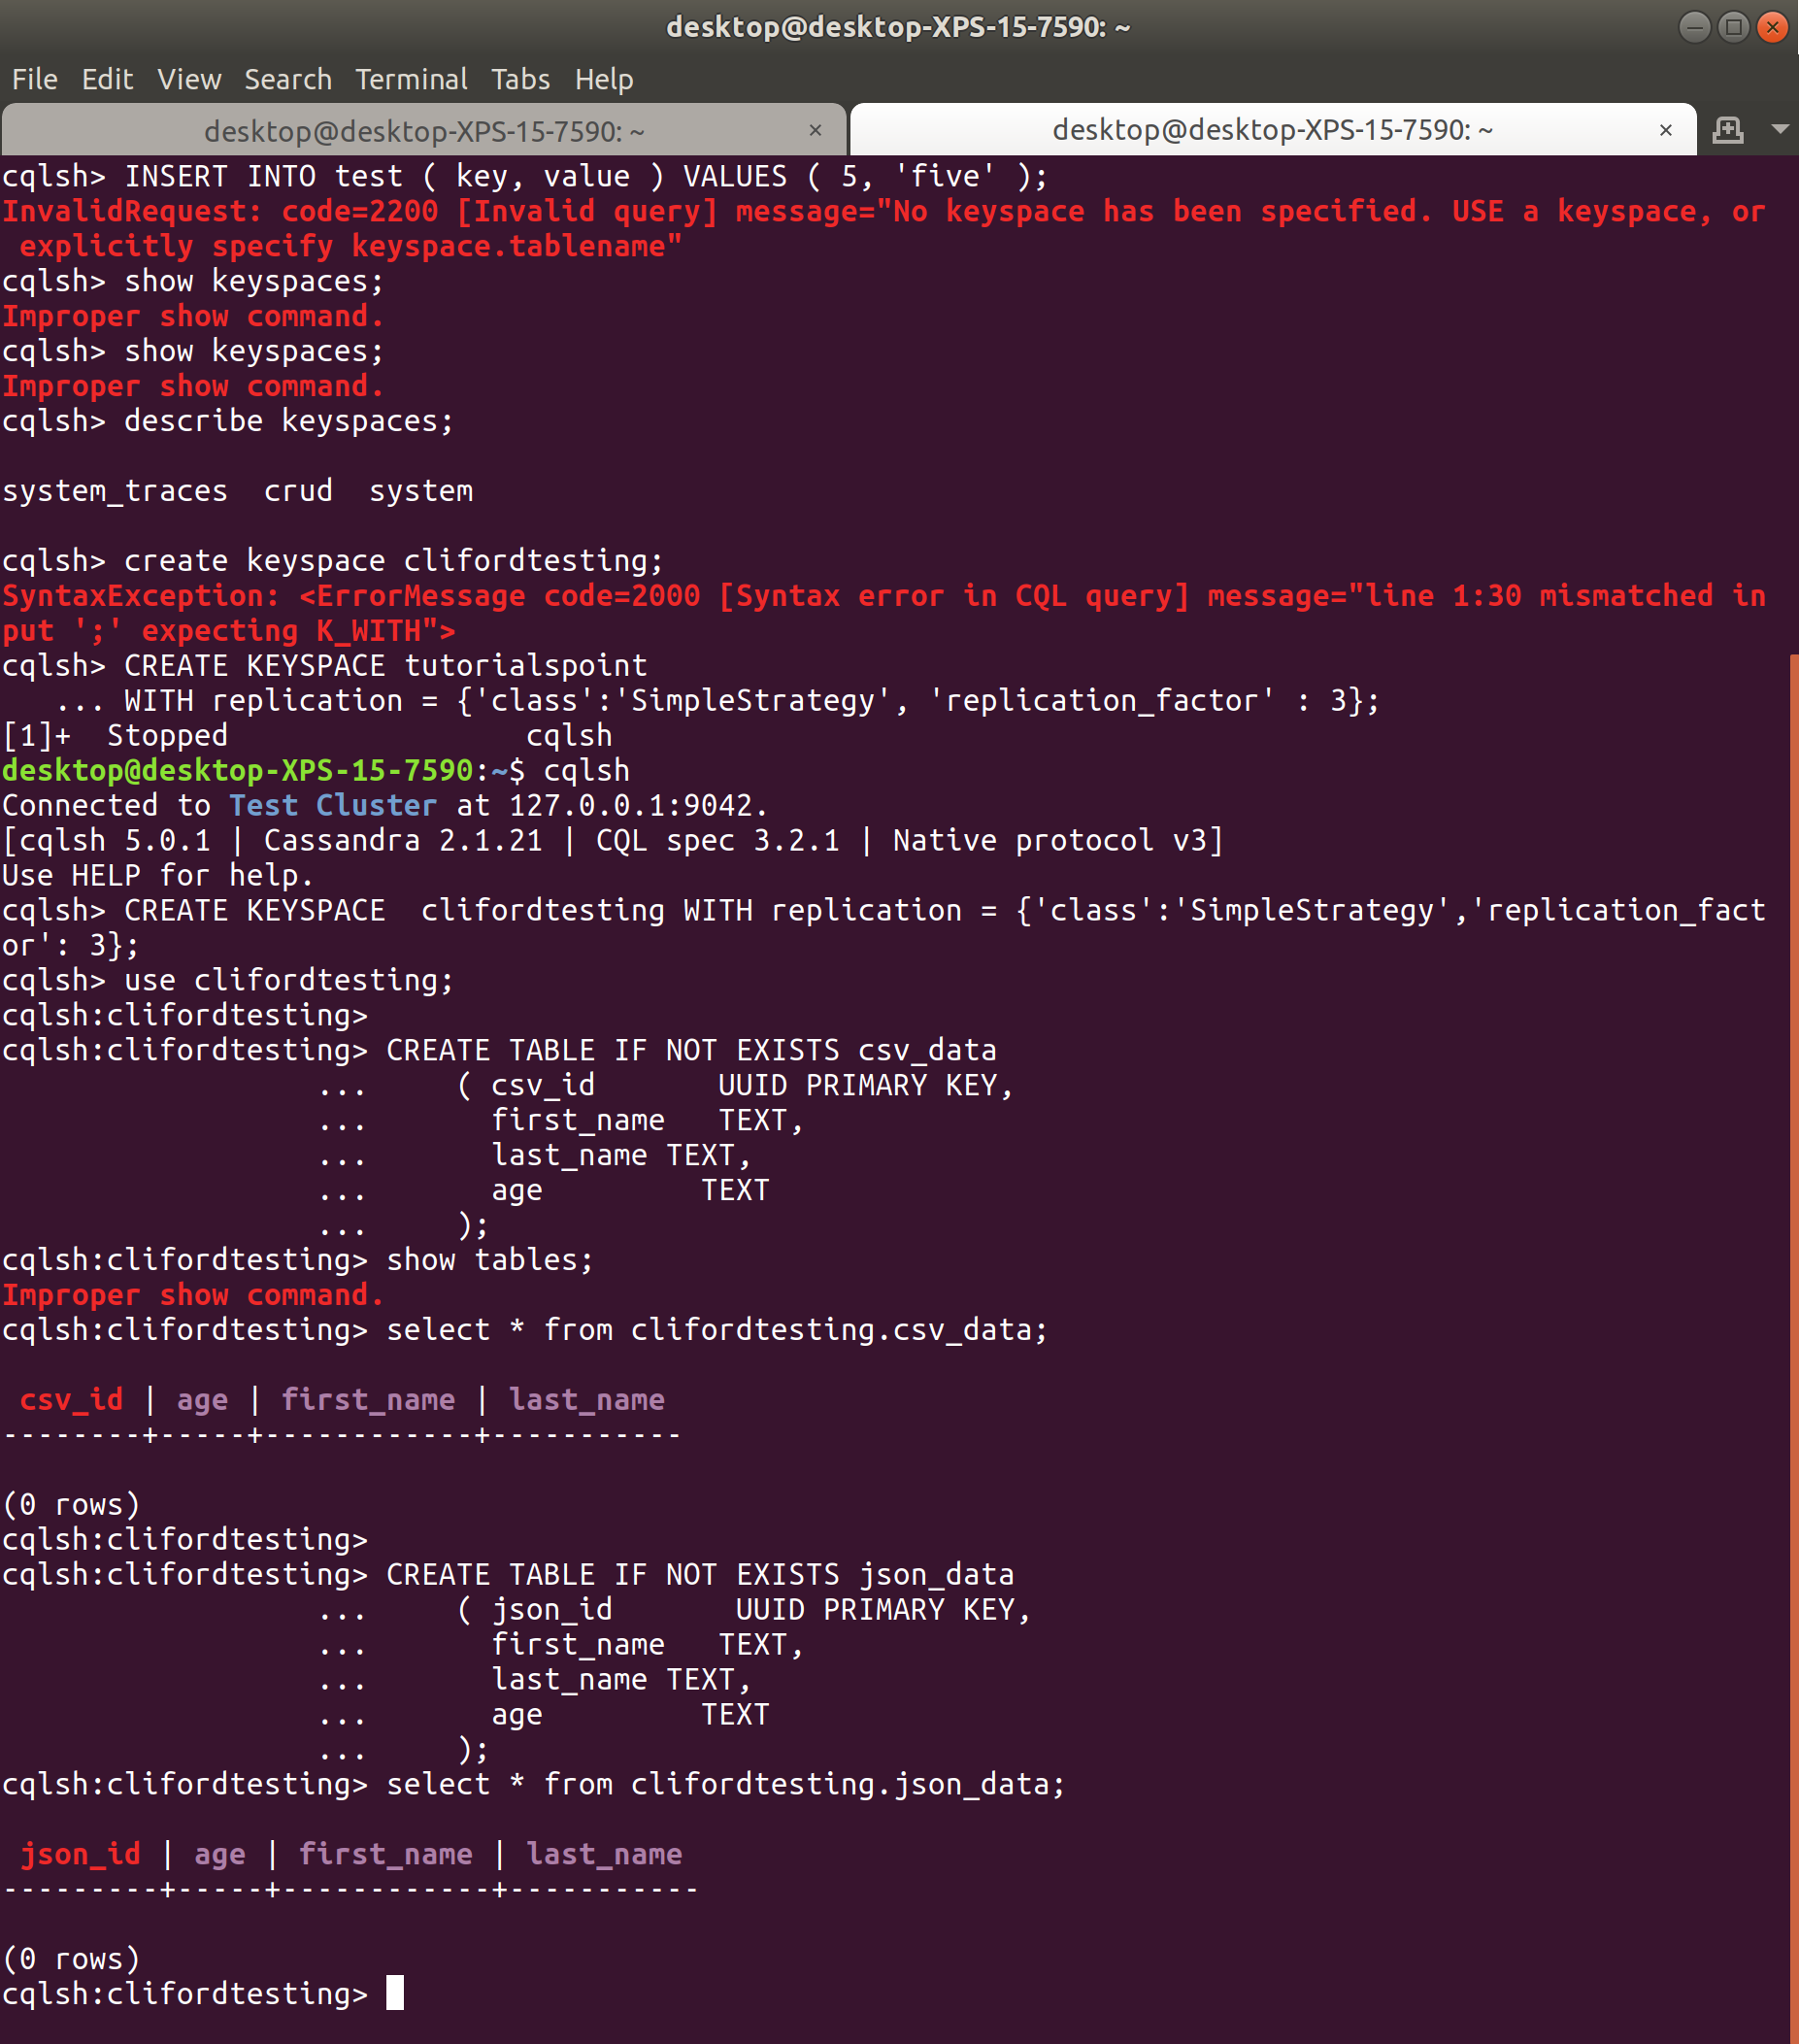 desktop@desktop-XPS-15-7590: ~
File Edit View Search Terminal Tabs Help
desktop@desktop-XPS-15-7590: ~ × desktop@desktop-XPS-15-7590: ~ ×
cqlsh> INSERT INTO test ( key, value ) VALUES ( 5, 'five' );
InvalidRequest: code=2200 [Invalid query] message="No keyspace has been specified. USE a keyspace, or
 explicitly specify keyspace.tablename"
cqlsh> show keyspaces;
Improper show command.
cqlsh> show keyspaces;
Improper show command.
cqlsh> describe keyspaces;
system_traces  crud  system
cqlsh> create keyspace clifordtesting;
SyntaxException: <ErrorMessage code=2000 [Syntax error in CQL query] message="line 1:30 mismatched in
put ';' expecting K_WITH">
cqlsh> CREATE KEYSPACE tutorialspoint
   ... WITH replication = {'class':'SimpleStrategy', 'replication_factor' : 3};
[1]+  Stopped                 cqlsh
desktop@desktop-XPS-15-7590:~$ cqlsh
Connected to Test Cluster at 127.0.0.1:9042.
[cqlsh 5.0.1 | Cassandra 2.1.21 | CQL spec 3.2.1 | Native protocol v3]
Use HELP for help.
cqlsh> CREATE KEYSPACE  clifordtesting WITH replication = {'class':'SimpleStrategy','replication_fact
or': 3};
cqlsh> use clifordtesting;
cqlsh:clifordtesting>
cqlsh:clifordtesting> CREATE TABLE IF NOT EXISTS csv_data
                  ...     ( csv_id       UUID PRIMARY KEY,
                  ...       first_name   TEXT,
                  ...       last_name TEXT,
                  ...       age         TEXT
                  ...     );
cqlsh:clifordtesting> show tables;
Improper show command.
cqlsh:clifordtesting> select * from clifordtesting.csv_data;
 csv_id | age | first_name | last_name
--------+-----+------------+-----------
(0 rows)
cqlsh:clifordtesting>
cqlsh:clifordtesting> CREATE TABLE IF NOT EXISTS json_data
                  ...     ( json_id       UUID PRIMARY KEY,
                  ...       first_name   TEXT,
                  ...       last_name TEXT,
                  ...       age         TEXT
                  ...     );
cqlsh:clifordtesting> select * from clifordtesting.json_data;
 json_id | age | first_name | last_name
---------+-----+------------+-----------
(0 rows)
cqlsh:clifordtesting>